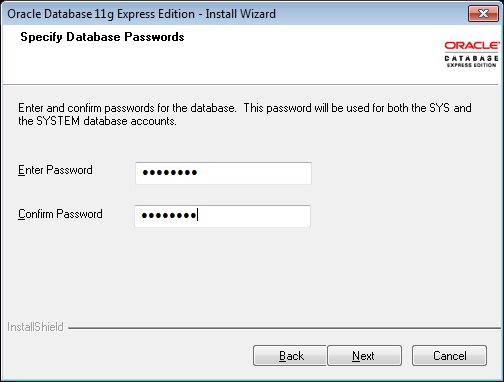 Oracle Database 11g Express Edition - Install Wizard
Specify Database Passwords
ORACLE
DATABASE
EXPRESS EDITION
Enter and confirm passwords for the database. This password will be used for both the SYS and
the SYSTEM database accounts.
Enter Password
••••••••
Confirm Password
••••••••
InstallShield
Back
Next
Cancel